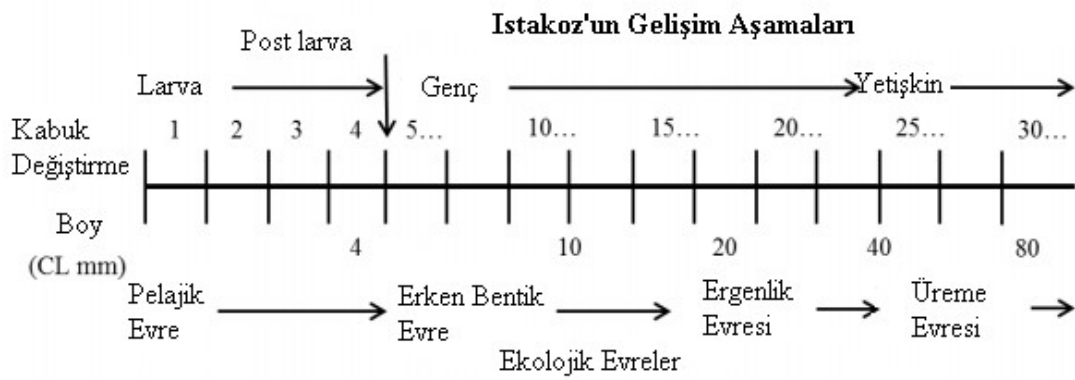 Istakoz'un Gelişim Aşamaları
Post larva
Larva Genç Yetişkin
Kabuk Değiştirme 1 2 3 4 5... 10... 15... 20... 25... 30...
Boy (CL mm) 4 10 20 40 80
Pelajik Evre Erken Bentik Evre Ergenlik Evresi Üreme Evresi
Ekolojik Evreler